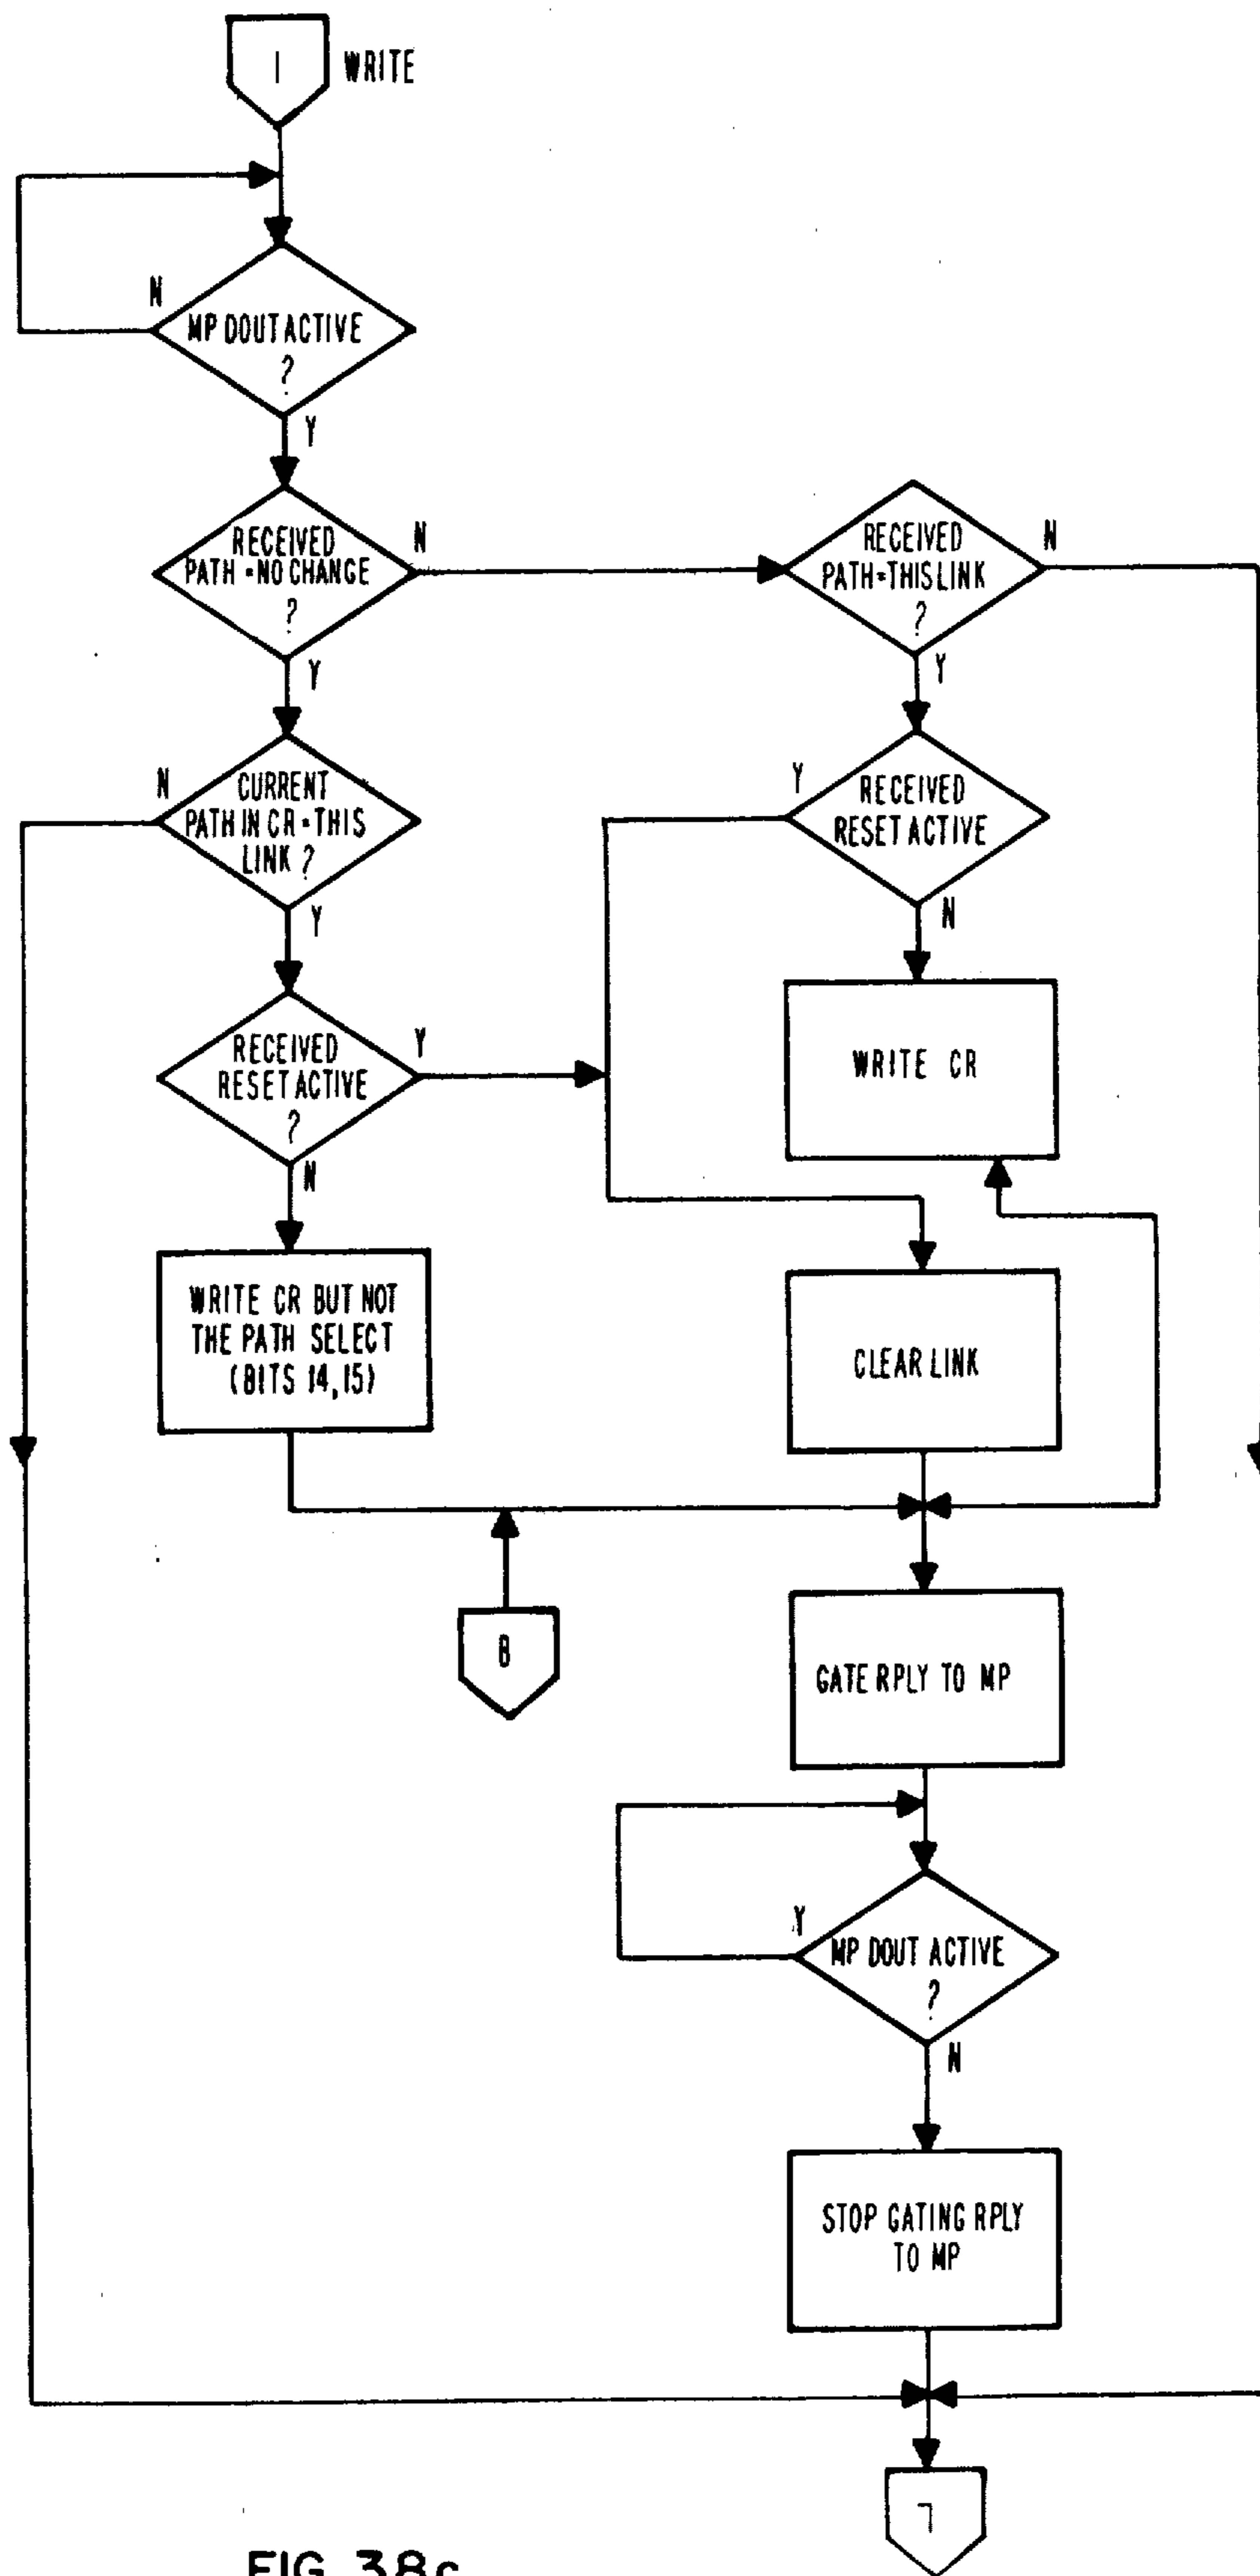 1 WRITE
N
MP DOUT ACTIVE
?
Y
RECEIVED
PATH = NO CHANGE
?
N
Y
RECEIVED
PATH = THIS LINK
?
N
Y
N
CURRENT
PATH IN CR = THIS
LINK ?
Y
Y
RECEIVED
RESET ACTIVE
N
RECEIVED
RESET ACTIVE
?
Y
N
WRITE CR
WRITE CR BUT NOT
THE PATH SELECT
(BITS 14, 15)
CLEAR LINK
GATE RPLY TO MP
Y
MP DOUT ACTIVE
?
N
STOP GATING RPLY
TO MP
7
FIG. 38c